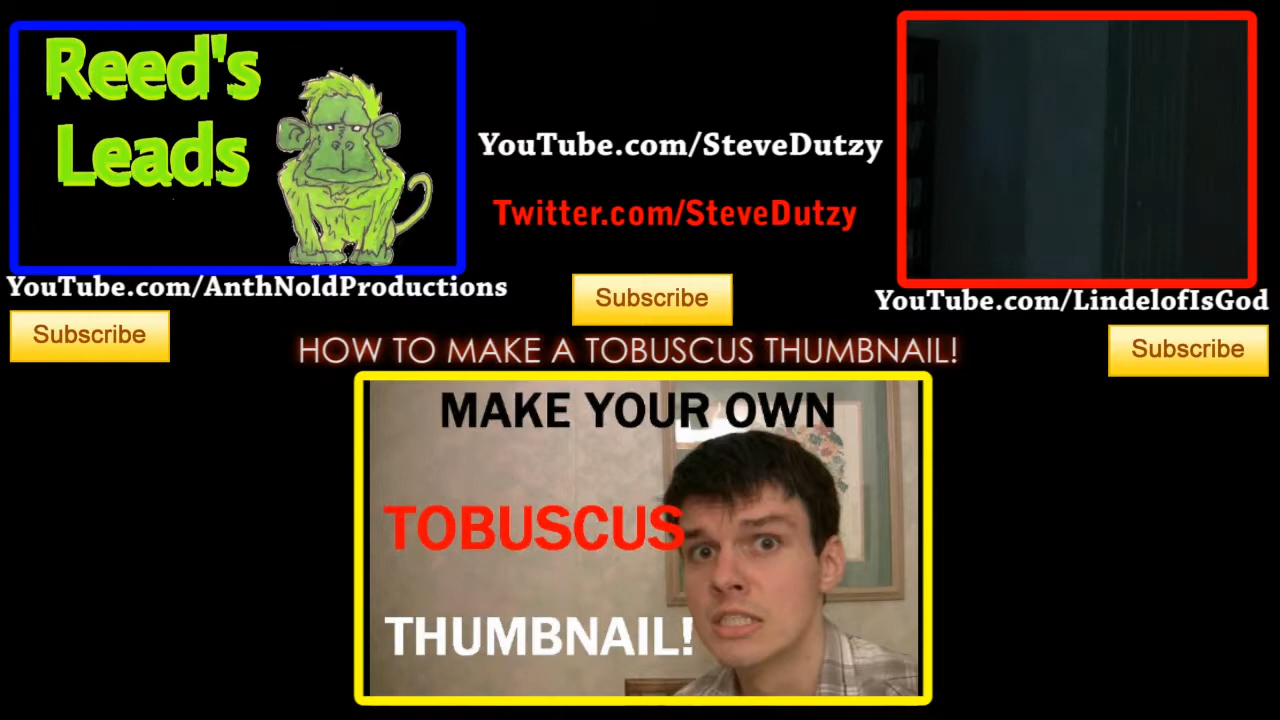 Reed's
Leads
YouTube.com/SteveDutzy
Twitter.com/SteveDutzy
YouTube.com/AnthNoldProductions
Subscribe
Subscribe
YouTube.com/LindelofIsGod
Subscribe
HOW TO MAKE A TOBUSCUS THUMBNAIL!
MAKE YOUR OWN
TOBUSCUS
THUMBNAIL!